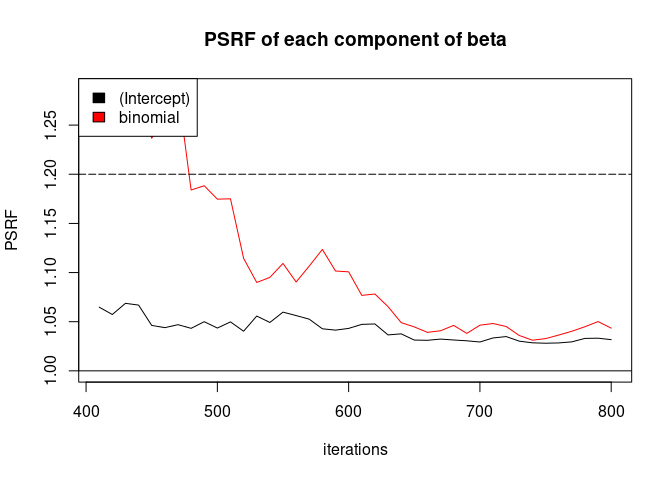 PSRF of each component of beta
(Intercept)
binomial
PSRF
1.00
1.05
1.10
1.15
1.20
1.25
400
500
600
700
800
iterations